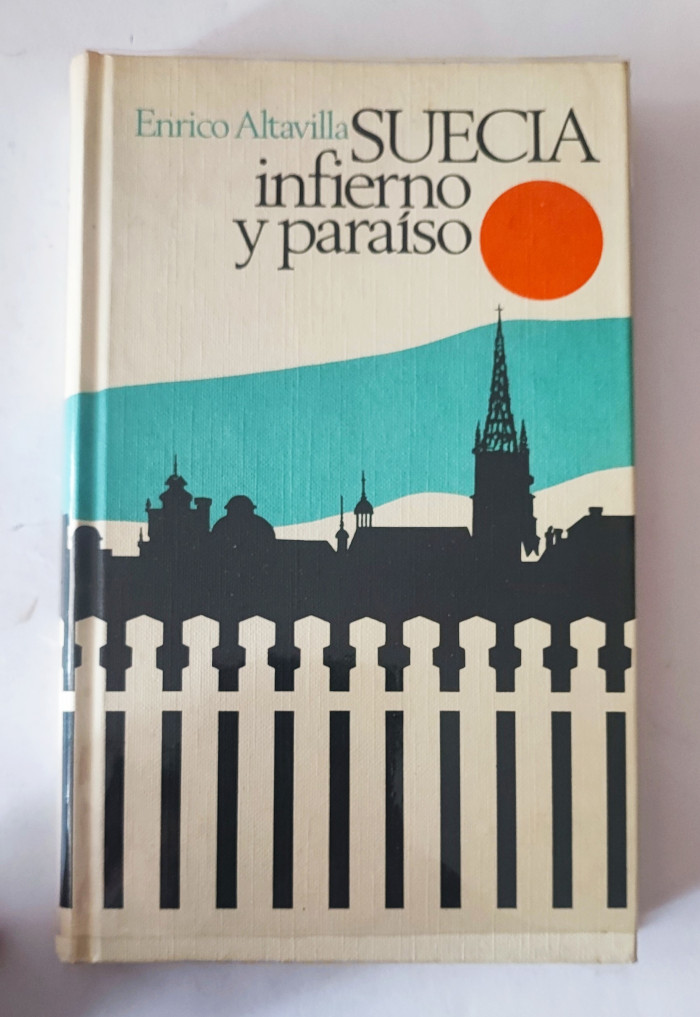 Enrico Altavilla SUECIA
infierno
y paraíso